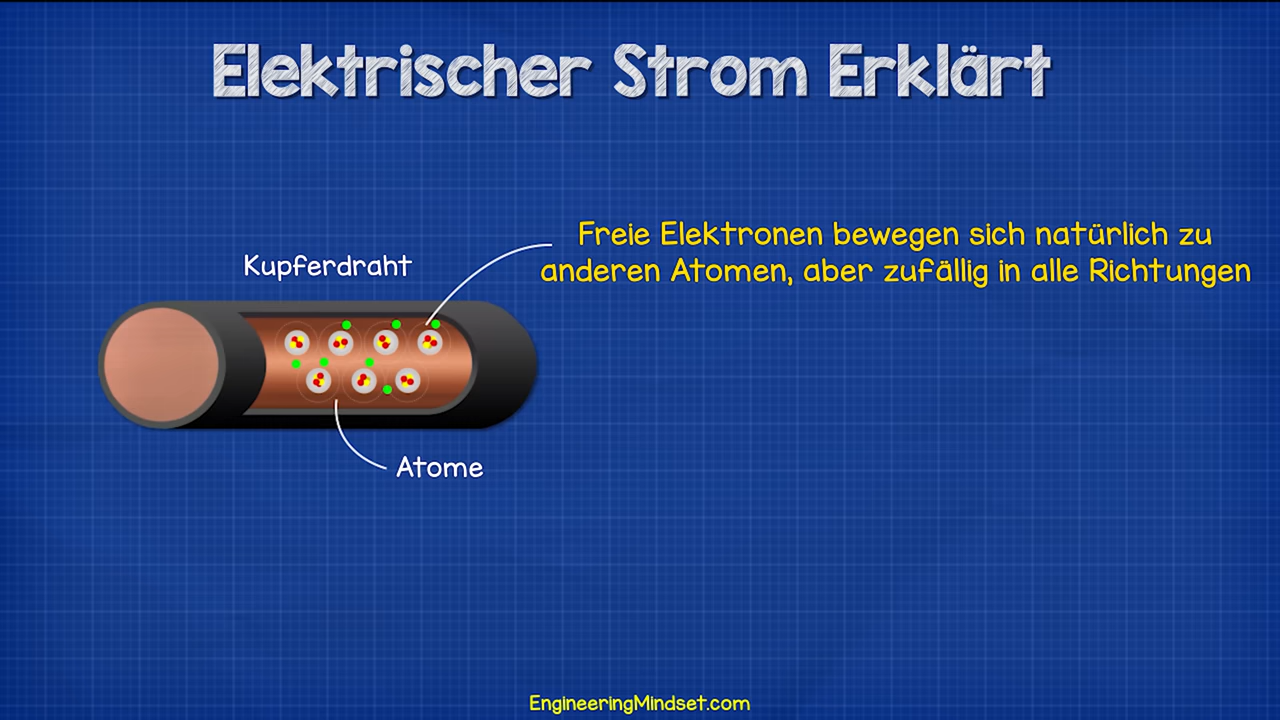 Elektrischer Strom Erklärt
Freie Elektronen bewegen sich natürlich zu
anderen Atomen, aber zufällig in alle Richtungen
Kupferdraht
Atome
EngineeringMindset.com